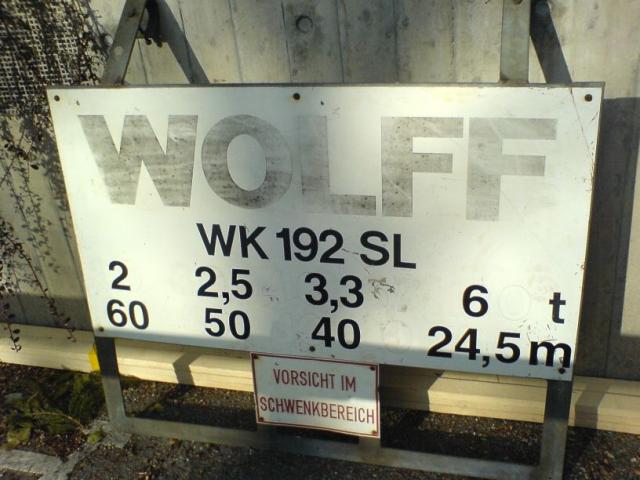 WOLFF
WK 192 SL
2 2,5 3,3 6 t
60 50 40 24,5 m
VORSICHT IM
SCHWENKBEREICH